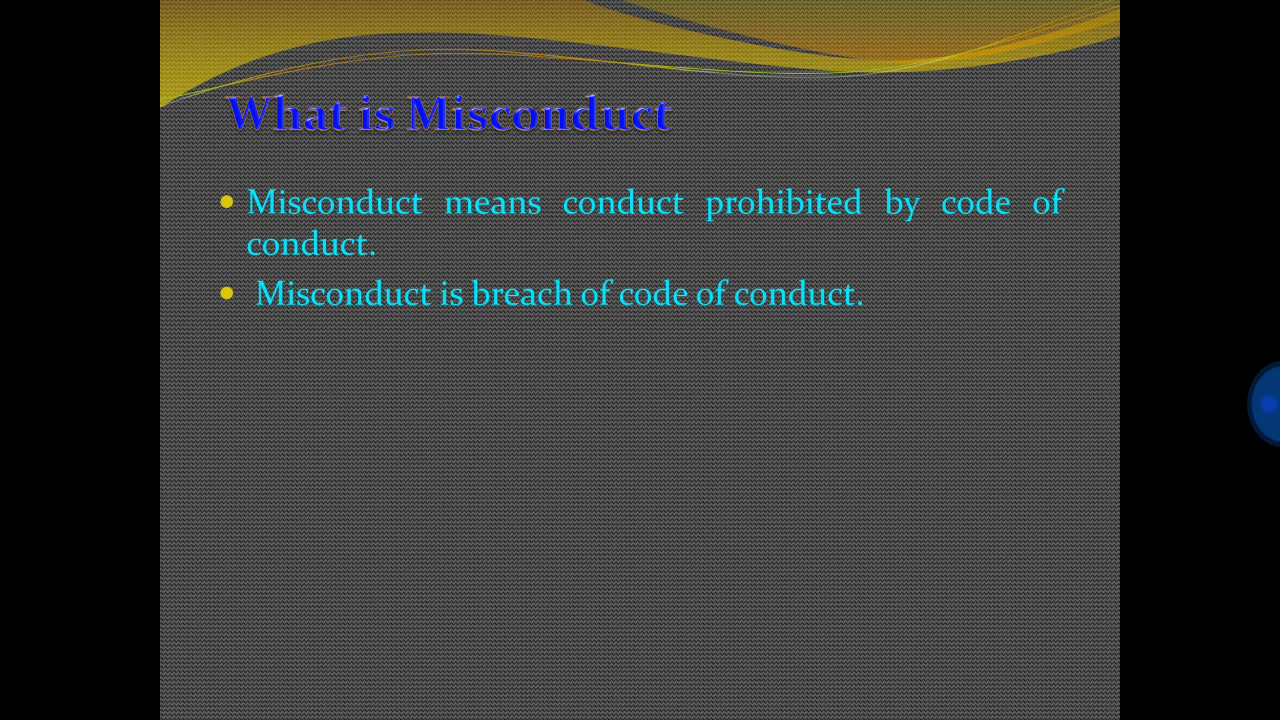 What is Misconduct
Misconduct means conduct prohibited by code of
conduct.
Misconduct is breach of code of conduct.